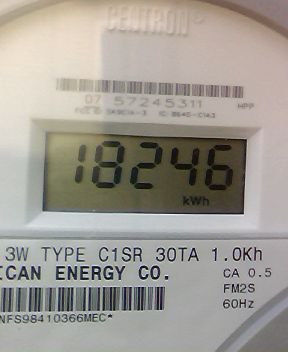 CENTRON®
07 57245311 HPP
18246
kWh
3W TYPE C1SR 30TA 1.0Kh
ICAN ENERGY CO. CA 0.5
FM2S
60Hz
NFS98410366MEC*